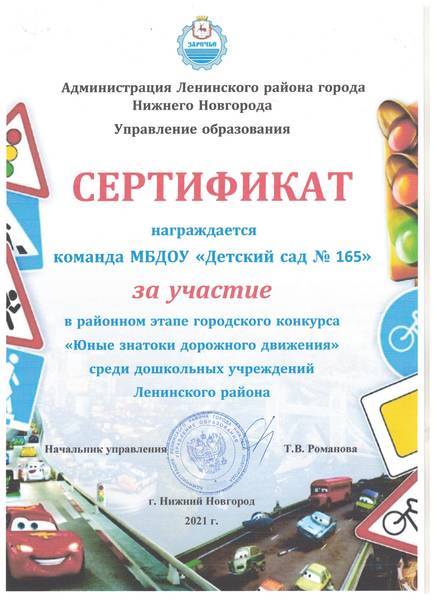 ЗАРЕЧЬЕ
Администрация Ленинского района города
Нижнего Новгорода
Управление образования
СЕРТИФИКАТ
награждается
команда МБДОУ «Детский сад № 165»
за участие
в районном этапе городского конкурса
«Юные знатоки дорожного движения»
среди дошкольных учреждений
Ленинского района
Начальник управления Т.В. Романова
г. Нижний Новгород
2021 г.